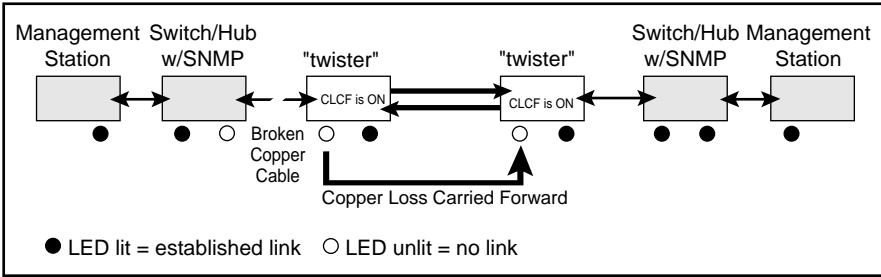 Management Station
Switch/Hub w/SNMP
"twister"
"twister"
Switch/Hub w/SNMP
Management Station
CLCF is ON
CLCF is ON
Broken
Copper
Cable
Copper Loss Carried Forward
LED lit = established link
LED unlit = no link